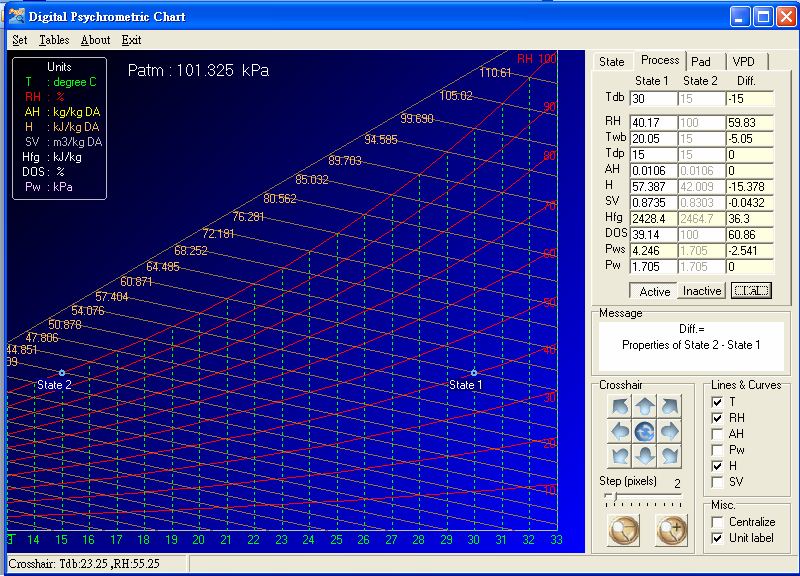 Digital Psychrometric Chart
Set Tables About Exit
Units
T : degree C
RH : %
AH : kg/kg DA
H : kJ/kg DA
SV : m3/kg DA
Hfg : kJ/kg
DOS : %
Pw : kPa
Patm : 101.325 kPa
RH 100
110.61
105.02
99.690
94.585
89.703
85.032
80.562
76.281
72.181
68.252
64.485
60.871
57.404
54.076
50.878
47.806
44.851
90
80
70
60
50
40
30
20
10
State 2
State 1
14 15 16 17 18 19 20 21 22 23 24 25 26 27 28 29 30 31 32 33
State Process Pad VPD
State 1 State 2 Diff.
Tdb 30 15 -15
RH 40.17 100 59.83
Twb 20.05 15 -5.05
Tdp 15 15 0
AH 0.0106 0.0106 0
H 57.387 42.009 -15.378
SV 0.8735 0.8303 -0.0432
Hfg 2428.4 2464.7 36.3
DOS 39.14 100 60.86
Pws 4.246 1.705 -2.541
Pw 1.705 1.705 0
Active Inactive
Message
Diff.=
Properties of State 2 - State 1
Crosshair
Step (pixels) 2
Lines & Curves
T
RH
AH
Pw
H
SV
Misc.
Centralize
Unit label
Crosshair: Tdb:23.25 ,RH:55.25